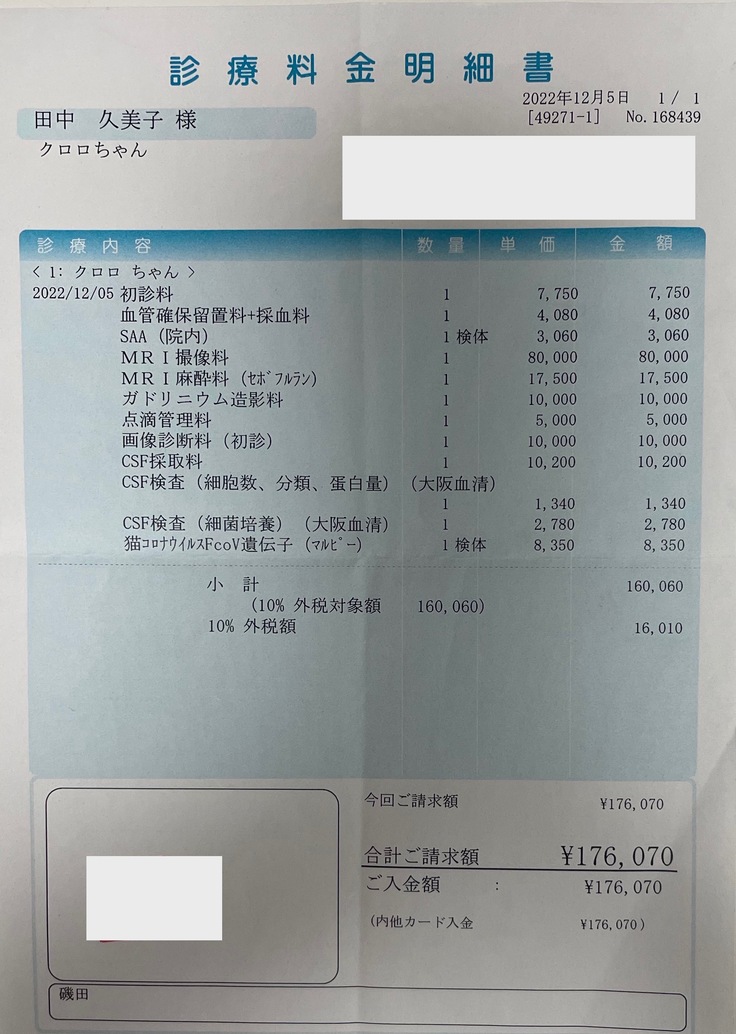 診療料金明細書
2022年12月5日 1 / 1
田中 久美子 様
[49271-1] No. 168439
クロロちゃん
診療内容 数量 単価 金額
< 1: クロロ ちゃん >
2022/12/05 初診料 1 7,750 7,750
血管確保留置料+採血料 1 4,080 4,080
SAA (院内) 1 検体 3,060 3,060
ＭＲＩ撮像料 1 80,000 80,000
ＭＲＩ麻酔料 (ｾﾎﾞﾌﾙﾗﾝ) 1 17,500 17,500
ガドリニウム造影料 1 10,000 10,000
点滴管理料 1 5,000 5,000
画像診断料 (初診) 1 10,000 10,000
CSF採取料 1 10,200 10,200
CSF検査 (細胞数、分類、蛋白量) (大阪血清)
1 1,340 1,340
CSF検査 (細菌培養) (大阪血清) 1 2,780 2,780
猫ｺﾛﾅｳｲﾙｽFcoV遺伝子 (ﾏﾙﾋﾟｰ) 1 検体 8,350 8,350
小 計 160,060
(10% 外税対象額 160,060)
10% 外税額 16,010
今回ご請求額 ¥176,070
合計ご請求額 ¥176,070
ご入金額 : ¥176,070
(内他カード入金 ¥176,070 )
磯田